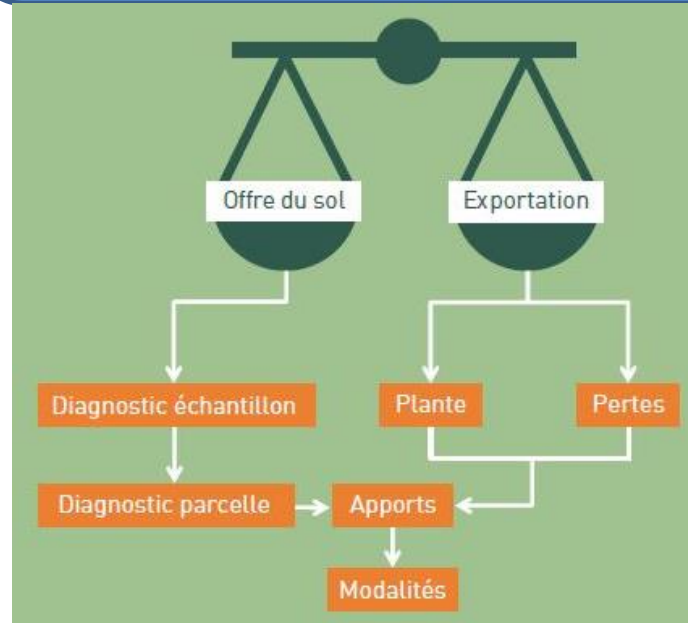 Offre du sol
Exportation
Diagnostic échantillon
Plante
Pertes
Diagnostic parcelle
Apports
Modalités